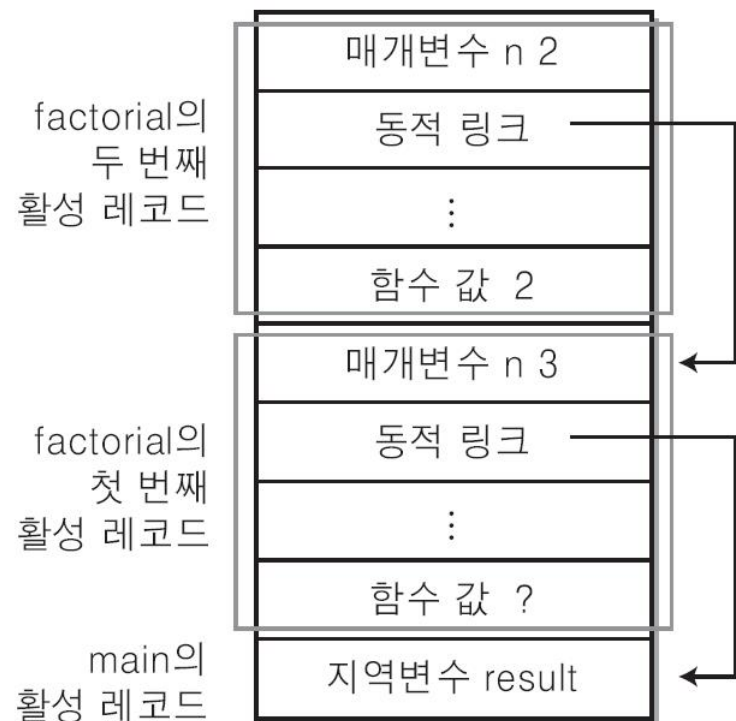 매개변수 n 2
factorial의
두 번째
활성 레코드
동적 링크
⋮
함수 값 2
매개변수 n 3
factorial의
첫 번째
활성 레코드
동적 링크
⋮
함수 값 ?
main의
활성 레코드
지역변수 result